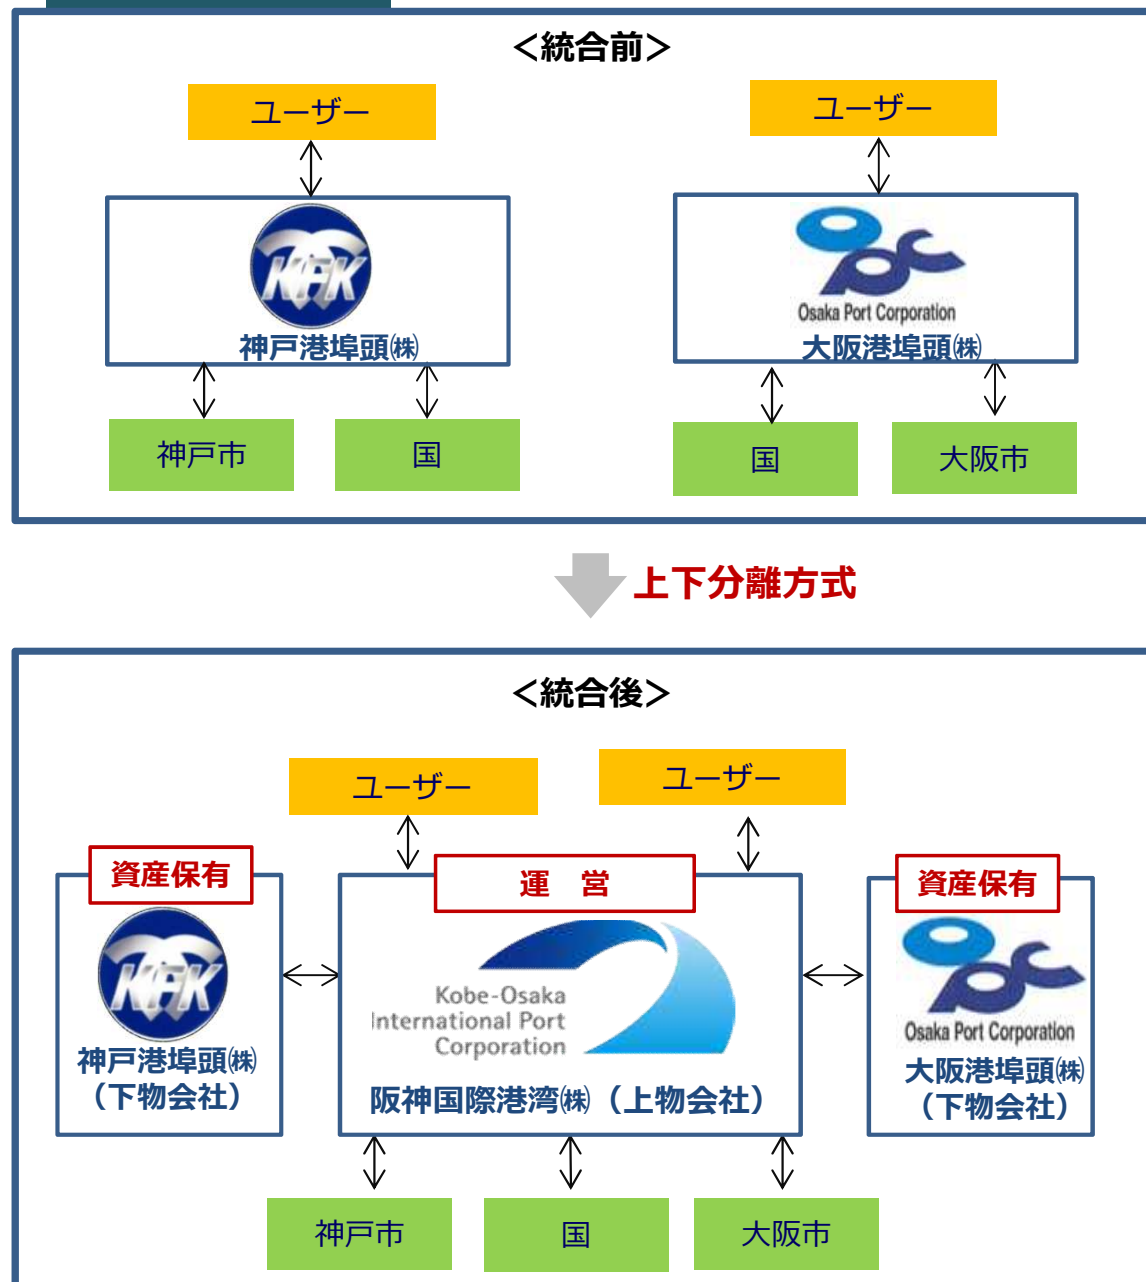 ＜統合前＞
ユーザー
ユーザー
KFK
神戸港埠頭㈱
OPC
Osaka Port Corporation
大阪港埠頭㈱
神戸市
国
国
大阪市
上下分離方式
＜統合後＞
ユーザー
ユーザー
資産保有
KFK
神戸港埠頭㈱
（下物会社）
運　営
Kobe-Osaka
International Port
Corporation
阪神国際港湾㈱（上物会社）
資産保有
OPC
Osaka Port Corporation
大阪港埠頭㈱
（下物会社）
神戸市
国
大阪市